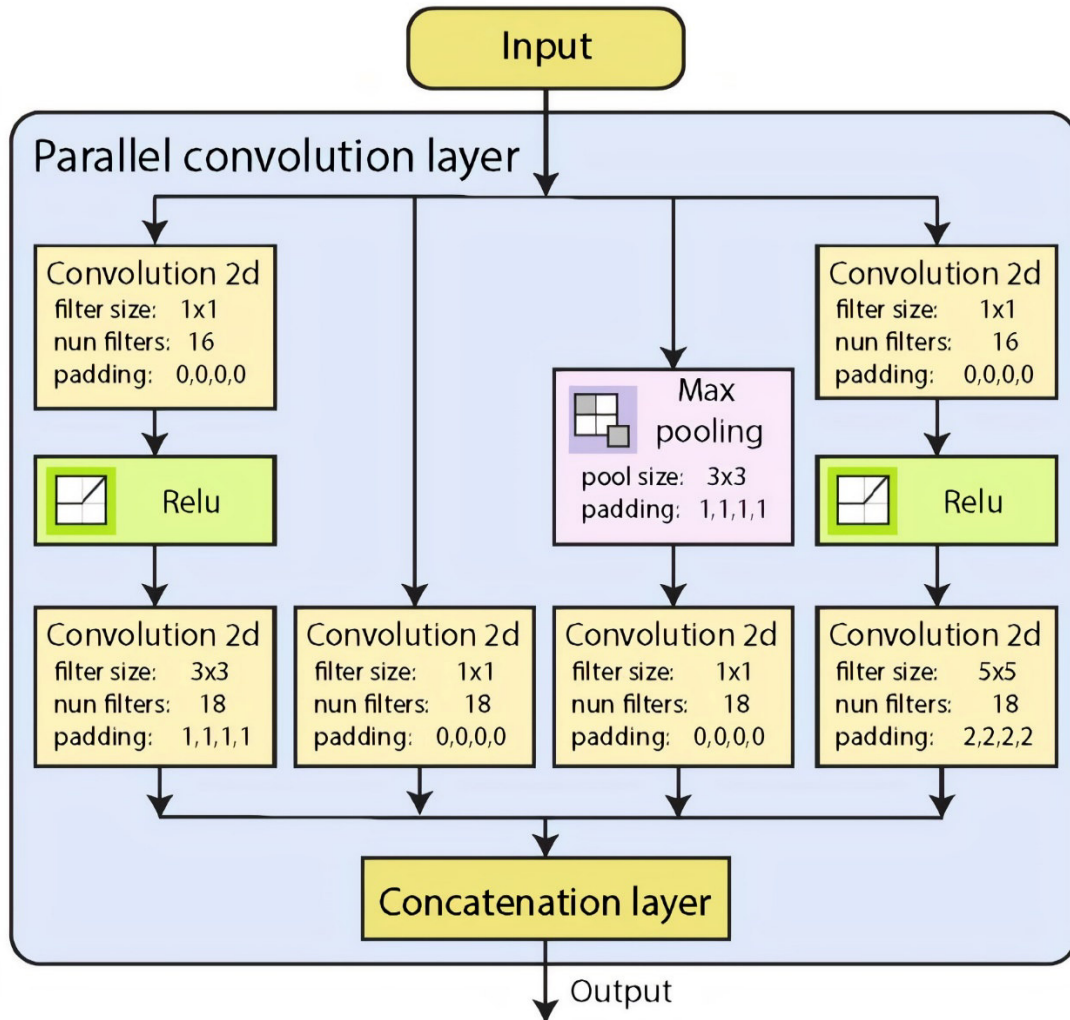 Input
Parallel convolution layer
Convolution 2d
filter size: 1x1
nun filters: 16
padding: 0,0,0,0
Relu
Convolution 2d
filter size: 3x3
nun filters: 18
padding: 1,1,1,1
Convolution 2d
filter size: 1x1
nun filters: 18
padding: 0,0,0,0
Max
pooling
pool size: 3x3
padding: 1,1,1,1
Convolution 2d
filter size: 1x1
nun filters: 18
padding: 0,0,0,0
Convolution 2d
filter size: 1x1
nun filters: 16
padding: 0,0,0,0
Relu
Convolution 2d
filter size: 5x5
nun filters: 18
padding: 2,2,2,2
Concatenation layer
Output